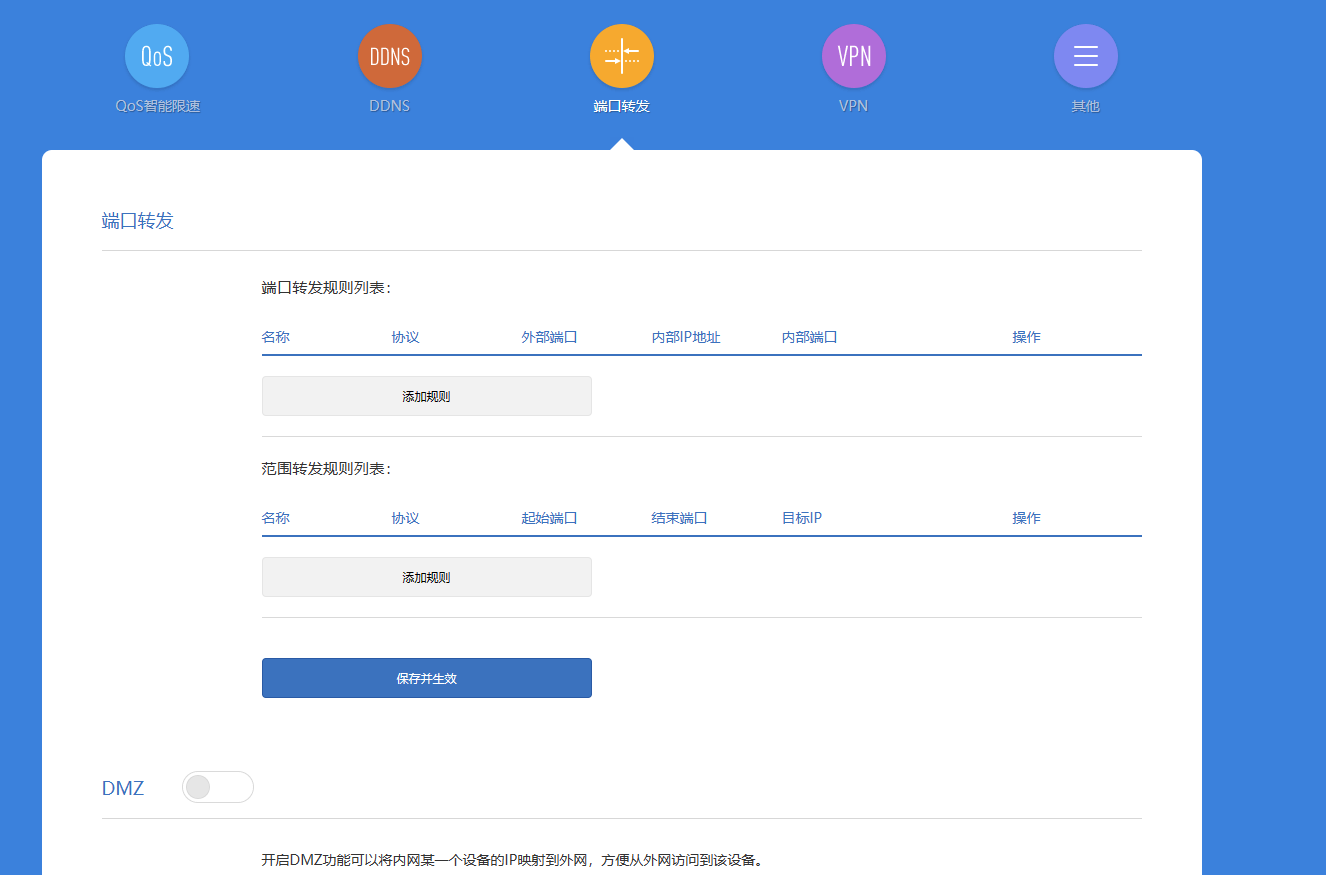 QoS DDNS VPN
QoS智能限速 DDNS 端口转发 VPN 其他
端口转发
端口转发规则列表：
名称 协议 外部端口 内部IP地址 内部端口 操作
添加规则
范围转发规则列表：
名称 协议 起始端口 结束端口 目标IP 操作
添加规则
保存并生效
DMZ
开启DMZ功能可以将内网某一个设备的IP映射到外网，方便从外网访问到该设备。